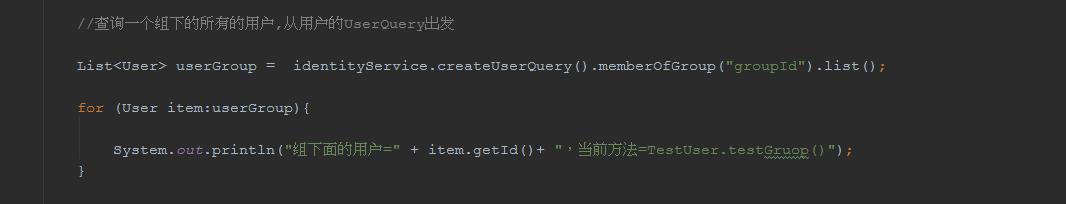 //查询一个组下的所有的用户,从用户的UserQuery出发
List<User> userGroup =  identityService.createUserQuery().memberOfGroup("groupId").list();
for (User item:userGroup){
System.out.println("组下面的用户=" + item.getId()+ "，当前方法=TestUser.testGruop()");
}